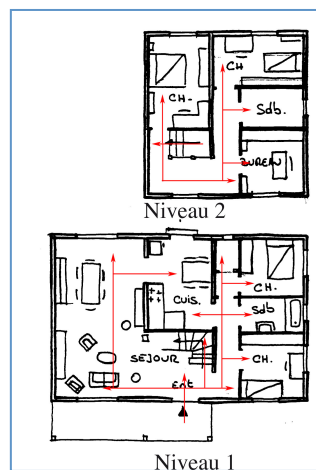 CH
CH.
Sdb.
BUREAU
Niveau 2
CH.
CUIS.
Sdb
SEJOUR
CH.
Ent
Niveau 1